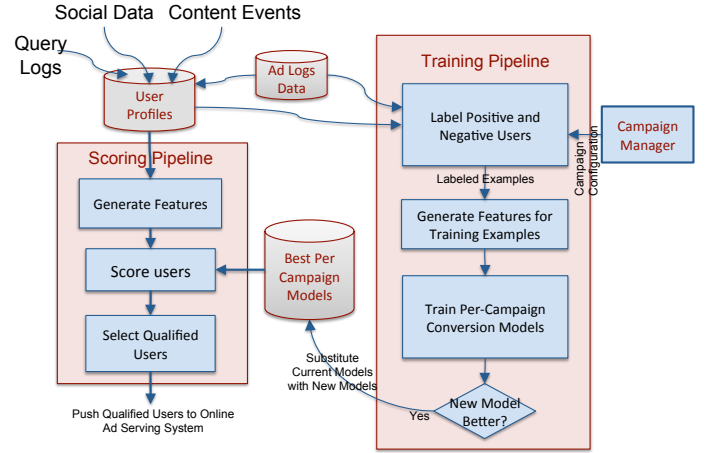 Social Data
Content Events
Query
Logs
User
Profiles
Ad Logs
Data
Training Pipeline
Label Positive and
Negative Users
Campaign
Manager
Campaign
Configuration
Labeled Examples
Scoring Pipeline
Generate Features
Score users
Select Qualified
Users
Push Qualified Users to Online
Ad Serving System
Best Per
Campaign
Models
Generate Features for
Training Examples
Train Per-Campaign
Conversion Models
Substitute
Current Models
with New Models
Yes
New Model
Better?